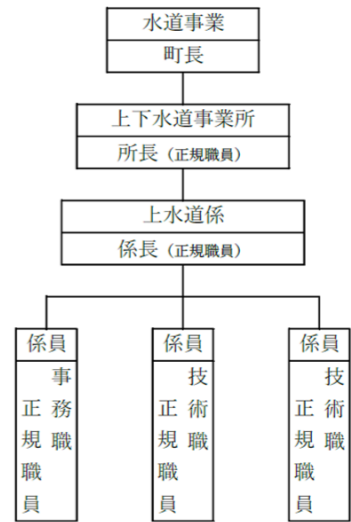 水道事業
町長
上下水道事業所
所長（正規職員）
上水道係
係長（正規職員）
係員
事務職
正規職員
係員
技術職
正規職員
係員
技術職
正規職員